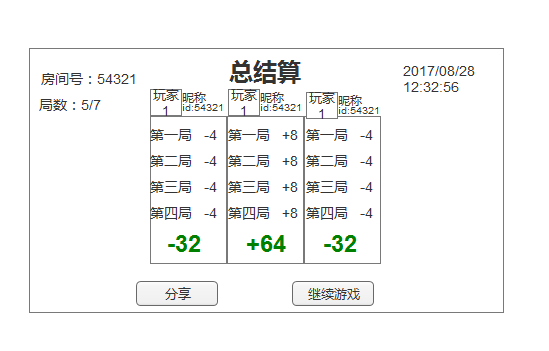 总结算
房间号：54321
2017/08/28
12:32:56
局数：5/7
玩家1 昵称 id:54321
玩家1 昵称 id:54321
玩家1 昵称 id:54321
第一局 -4 第一局 +8 第一局 -4
第二局 -4 第二局 +8 第二局 -4
第三局 -4 第三局 +8 第三局 -4
第四局 -4 第四局 +8 第四局 -4
-32 +64 -32
分享 继续游戏